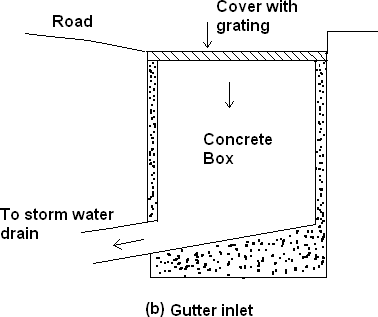 Cover with
grating
Road
Concrete
Box
To storm water
drain
(b) Gutter inlet